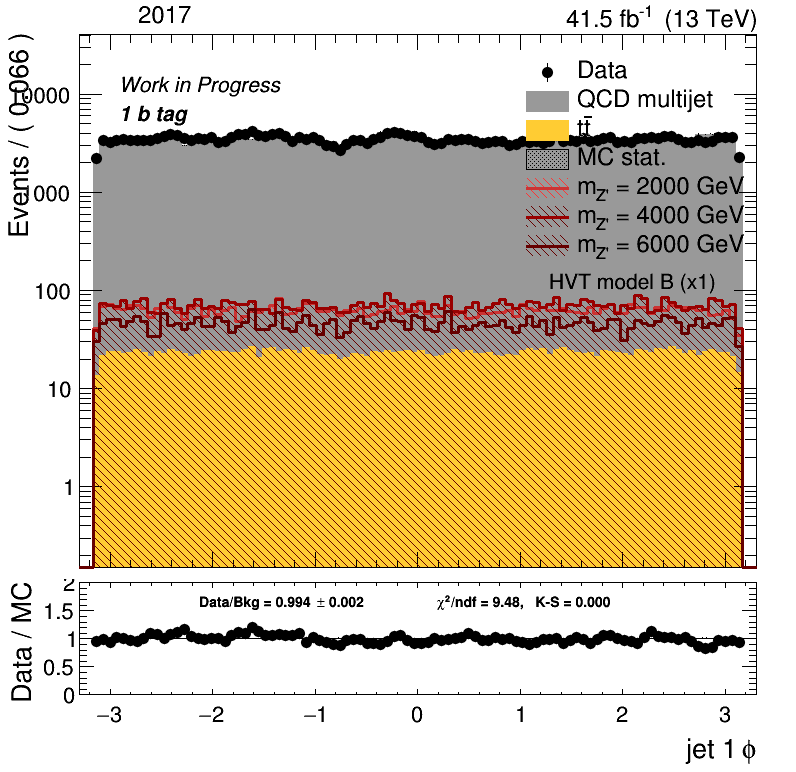 2017
41.5 fb⁻¹ (13 TeV)
Events / ( 0.066 )
Work in Progress
1 b tag
Data
QCD multijet
tt̅
MC stat.
m_Z' = 2000 GeV
m_Z' = 4000 GeV
m_Z' = 6000 GeV
HVT model B (x1)
0000
000
100
10
1
Data / MC
Data/Bkg = 0.994 ± 0.002
χ²/ndf = 9.48, K-S = 0.000
2
1.5
1
0.5
0
−3 −2 −1 0 1 2 3
jet 1 ϕ